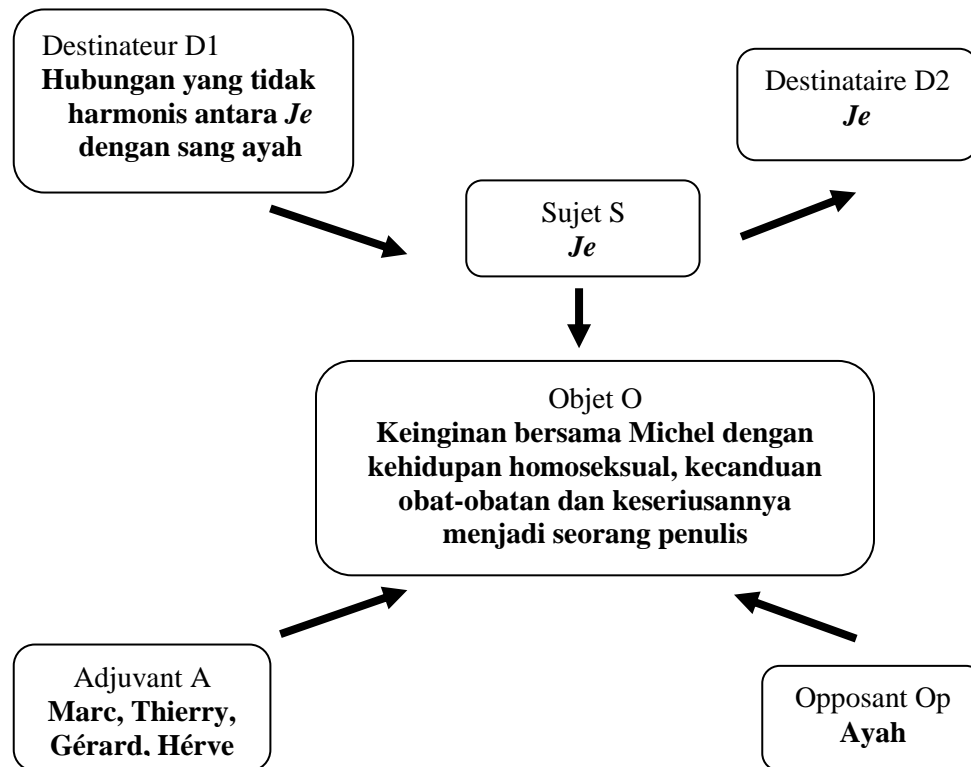 Destinateur D1
Hubungan yang tidak
harmonis antara Je
dengan sang ayah
Destinataire D2
Je
Sujet S
Je
Objet O
Keinginan bersama Michel dengan
kehidupan homoseksual, kecanduan
obat-obatan dan keseriusannya
menjadi seorang penulis
Adjuvant A
Marc, Thierry,
Gérard, Hérve
Opposant Op
Ayah